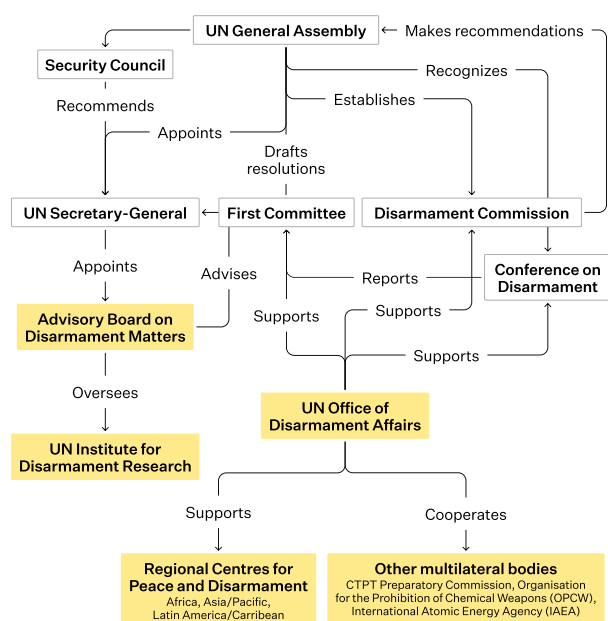 UN General Assembly
Makes recommendations
Security Council
Recognizes
Recommends
Establishes
Appoints
Drafts
resolutions
UN Secretary-General
First Committee
Disarmament Commission
Appoints
Advises
Reports
Conference on
Disarmament
Supports
Supports
Advisory Board on
Disarmament Matters
Supports
Oversees
UN Office of
Disarmament Affairs
UN Institute for
Disarmament Research
Supports
Cooperates
Regional Centres for
Peace and Disarmament
Africa, Asia/Pacific,
Latin America/Carribean
Other multilateral bodies
CTPT Preparatory Commission, Organisation
for the Prohibition of Chemical Weapons (OPCW),
International Atomic Energy Agency (IAEA)